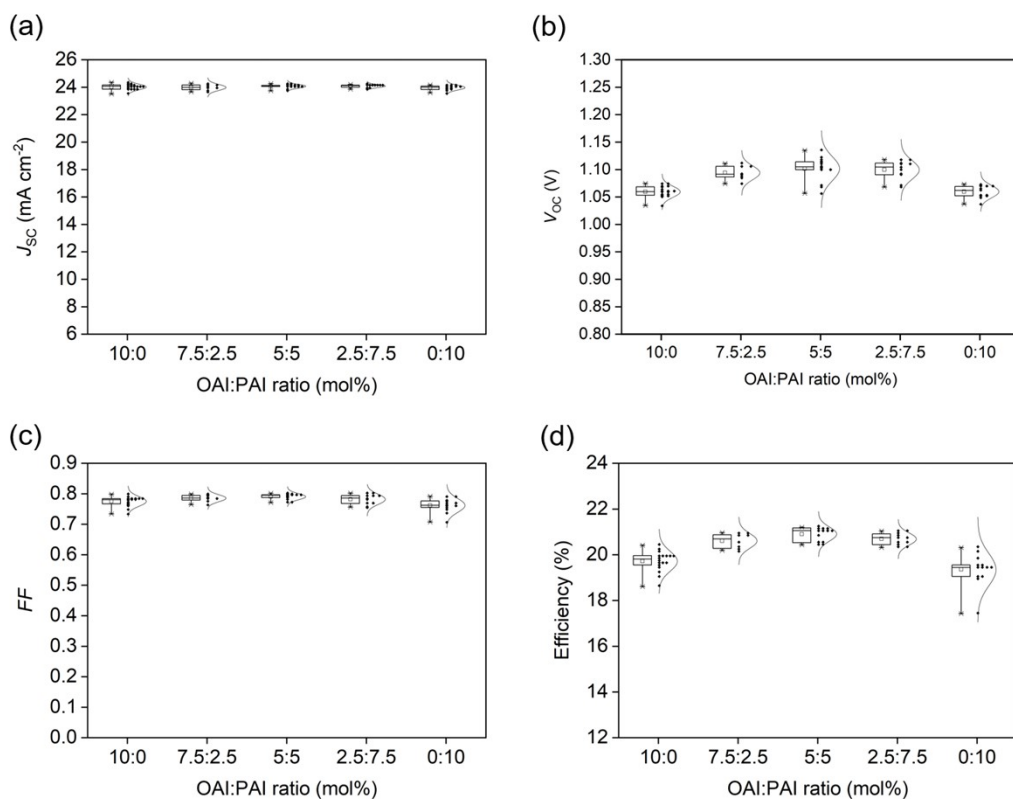 (a)
26
24
22
20
18
16
14
12
10
8
6
J_SC (mA cm⁻²)
10:0 7.5:2.5 5:5 2.5:7.5 0:10
OAI:PAI ratio (mol%)
(b)
1.30
1.25
1.20
1.15
1.10
1.05
1.00
0.95
0.90
0.85
0.80
V_OC (V)
10:0 7.5:2.5 5:5 2.5:7.5 0:10
OAI:PAI ratio (mol%)
(c)
0.9
0.8
0.7
0.6
0.5
0.4
0.3
0.2
0.1
0.0
FF
10:0 7.5:2.5 5:5 2.5:7.5 0:10
OAI:PAI ratio (mol%)
(d)
24
22
20
18
16
14
12
Efficiency (%)
10:0 7.5:2.5 5:5 2.5:7.5 0:10
OAI:PAI ratio (mol%)